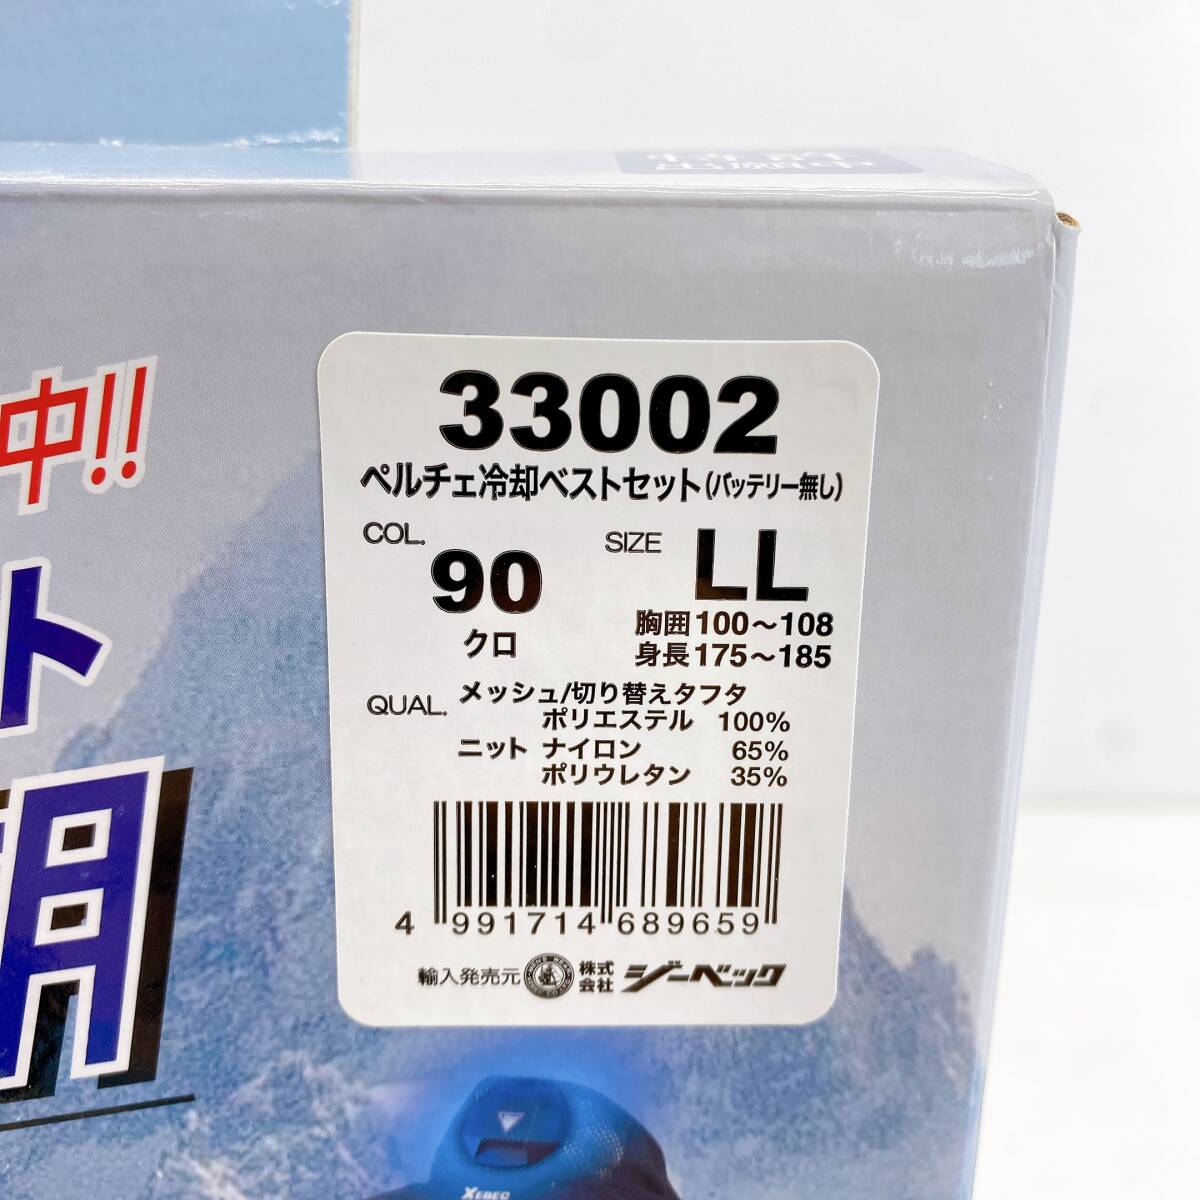 中!!
ト
33002
ペルチェ冷却ベストセット(バッテリー無し)
COL. 90 クロ
SIZE LL
胸囲100～108
身長175～185
QUAL. メッシュ/切り替えタフタ
ポリエステル 100%
ニット ナイロン 65%
ポリウレタン 35%
4 991714 689659
輸入発売元 株式会社 ジーベック
XEBEC